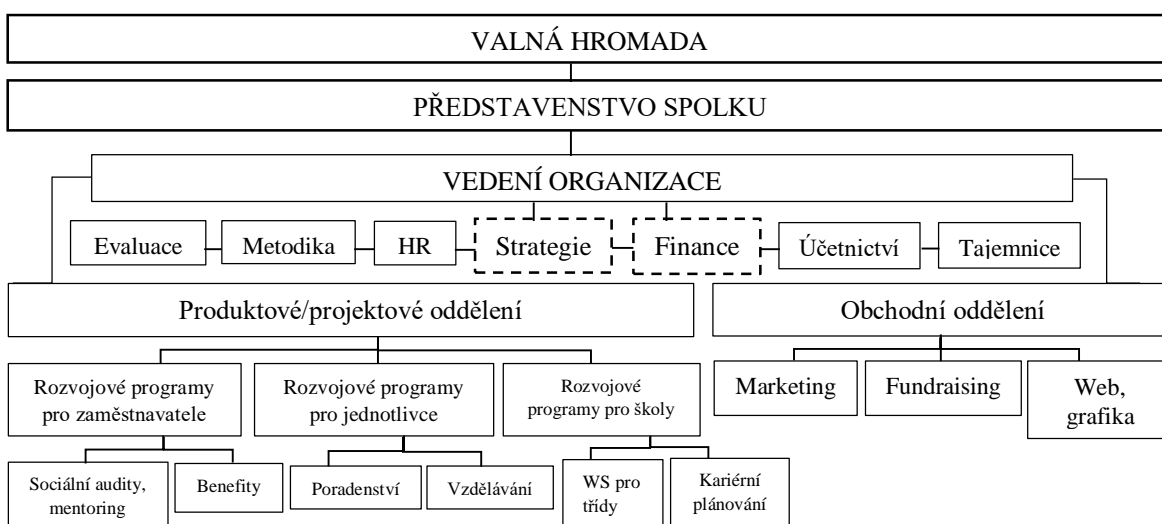 VALNÁ HROMADA
PŘEDSTAVENSTVO SPOLKU
VEDENÍ ORGANIZACE
Evaluace
Metodika
HR
Strategie
Finance
Účetnictví
Tajemnice
Produktové/projektové oddělení
Obchodní oddělení
Rozvojové programy
pro zaměstnavatele
Rozvojové programy
pro jednotlivce
Rozvojové
programy pro školy
Marketing
Fundraising
Web,
grafika
Sociální audity,
mentoring
Benefity
Poradenství
Vzdělávání
WS pro
třídy
Kariérní
plánování